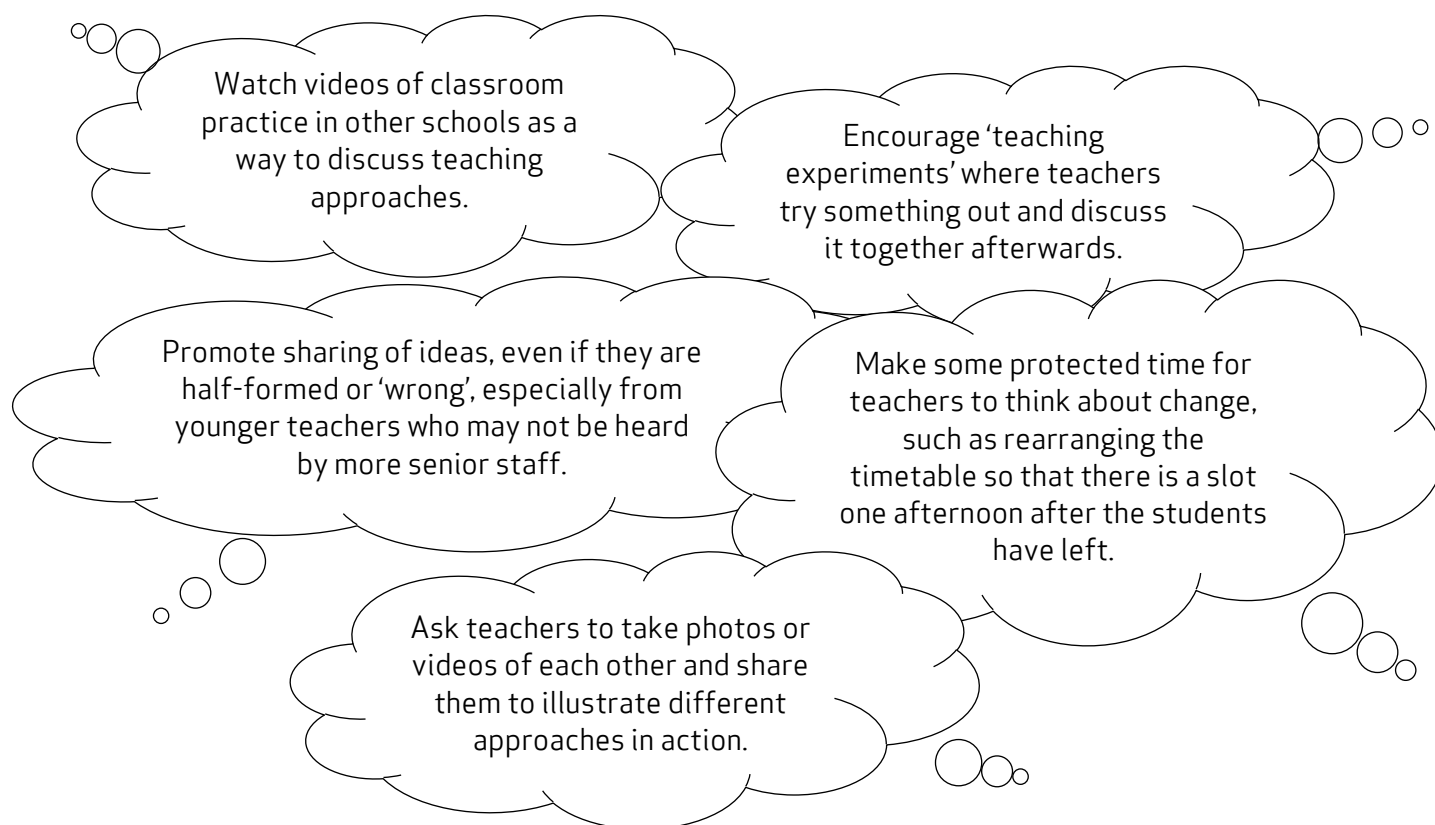 Watch videos of classroom
practice in other schools as a
way to discuss teaching
approaches.
Encourage ‘teaching
experiments’ where teachers
try something out and discuss
it together afterwards.
Promote sharing of ideas, even if they are
half-formed or ‘wrong’, especially from
younger teachers who may not be heard
by more senior staff.
Make some protected time for
teachers to think about change,
such as rearranging the
timetable so that there is a slot
one afternoon after the students
have left.
Ask teachers to take photos or
videos of each other and share
them to illustrate different
approaches in action.